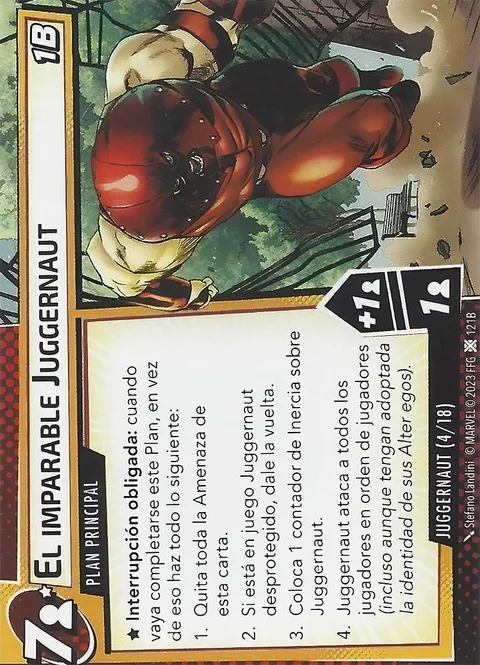 EL IMPARABLE JUGGERNAUT
1B
PLAN PRINCIPAL
7
★ Interrupción obligada: cuando
vaya completarse este Plan, en vez
de eso haz todo lo siguiente:
1. Quita toda la Amenaza de
esta carta.
2. Si está en juego Juggernaut
desprotegido, dale la vuelta.
3. Coloca 1 contador de Inercia sobre
Juggernaut.
4. Juggernaut ataca a todos los
jugadores en orden de jugadores
(incluso aunque tengan adoptada
la identidad de sus Alter egos).
+1
1
JUGGERNAUT (4/18)
Stefano Landini © MARVEL © 2023 FFG 121B